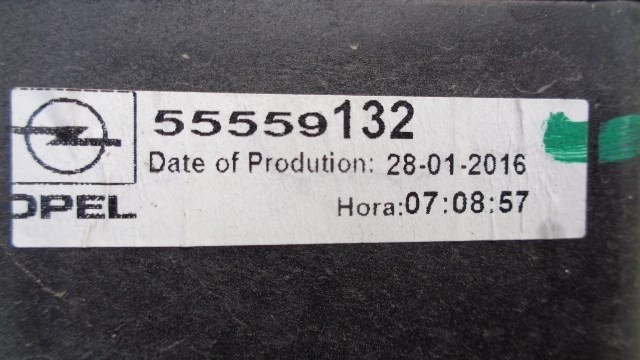 55559132
Date of Prodution: 28-01-2016
OPEL
Hora:07:08:57